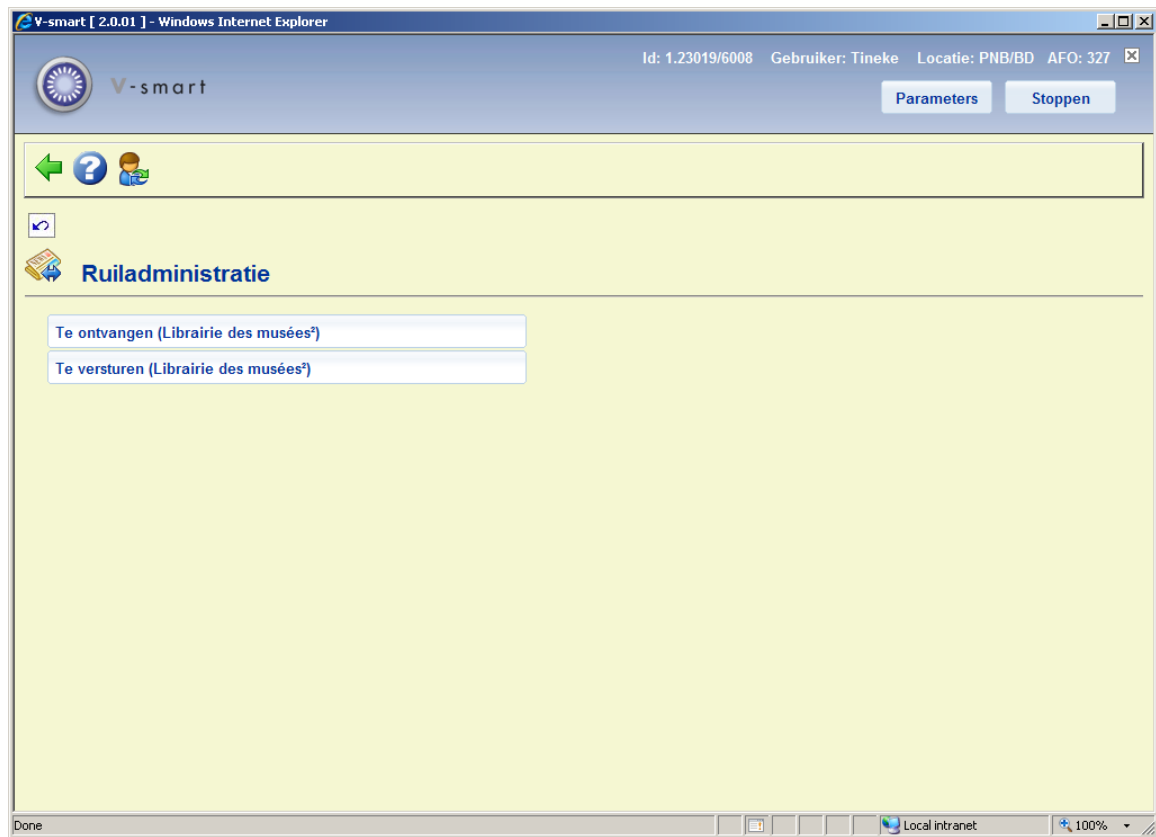 V-smart [ 2.0.01 ] - Windows Internet Explorer
Id: 1.23019/6008 Gebruiker: Tineke Locatie: PNB/BD AFO: 327
V-smart
Parameters Stoppen
Ruiladministratie
Te ontvangen (Librairie des musées²)
Te versturen (Librairie des musées²)
Done Local intranet 100%